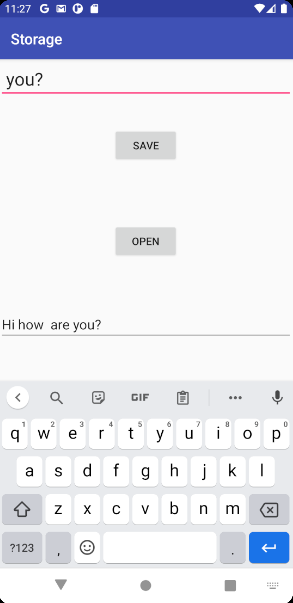 11:27 G
Storage
you?
SAVE
OPEN
Hi how  are you?
GIF
q1 w2 e3 r4 t5 y6 u7 i8 o9 p0
a s d f g h j k l
z x c v b n m
?123 , .